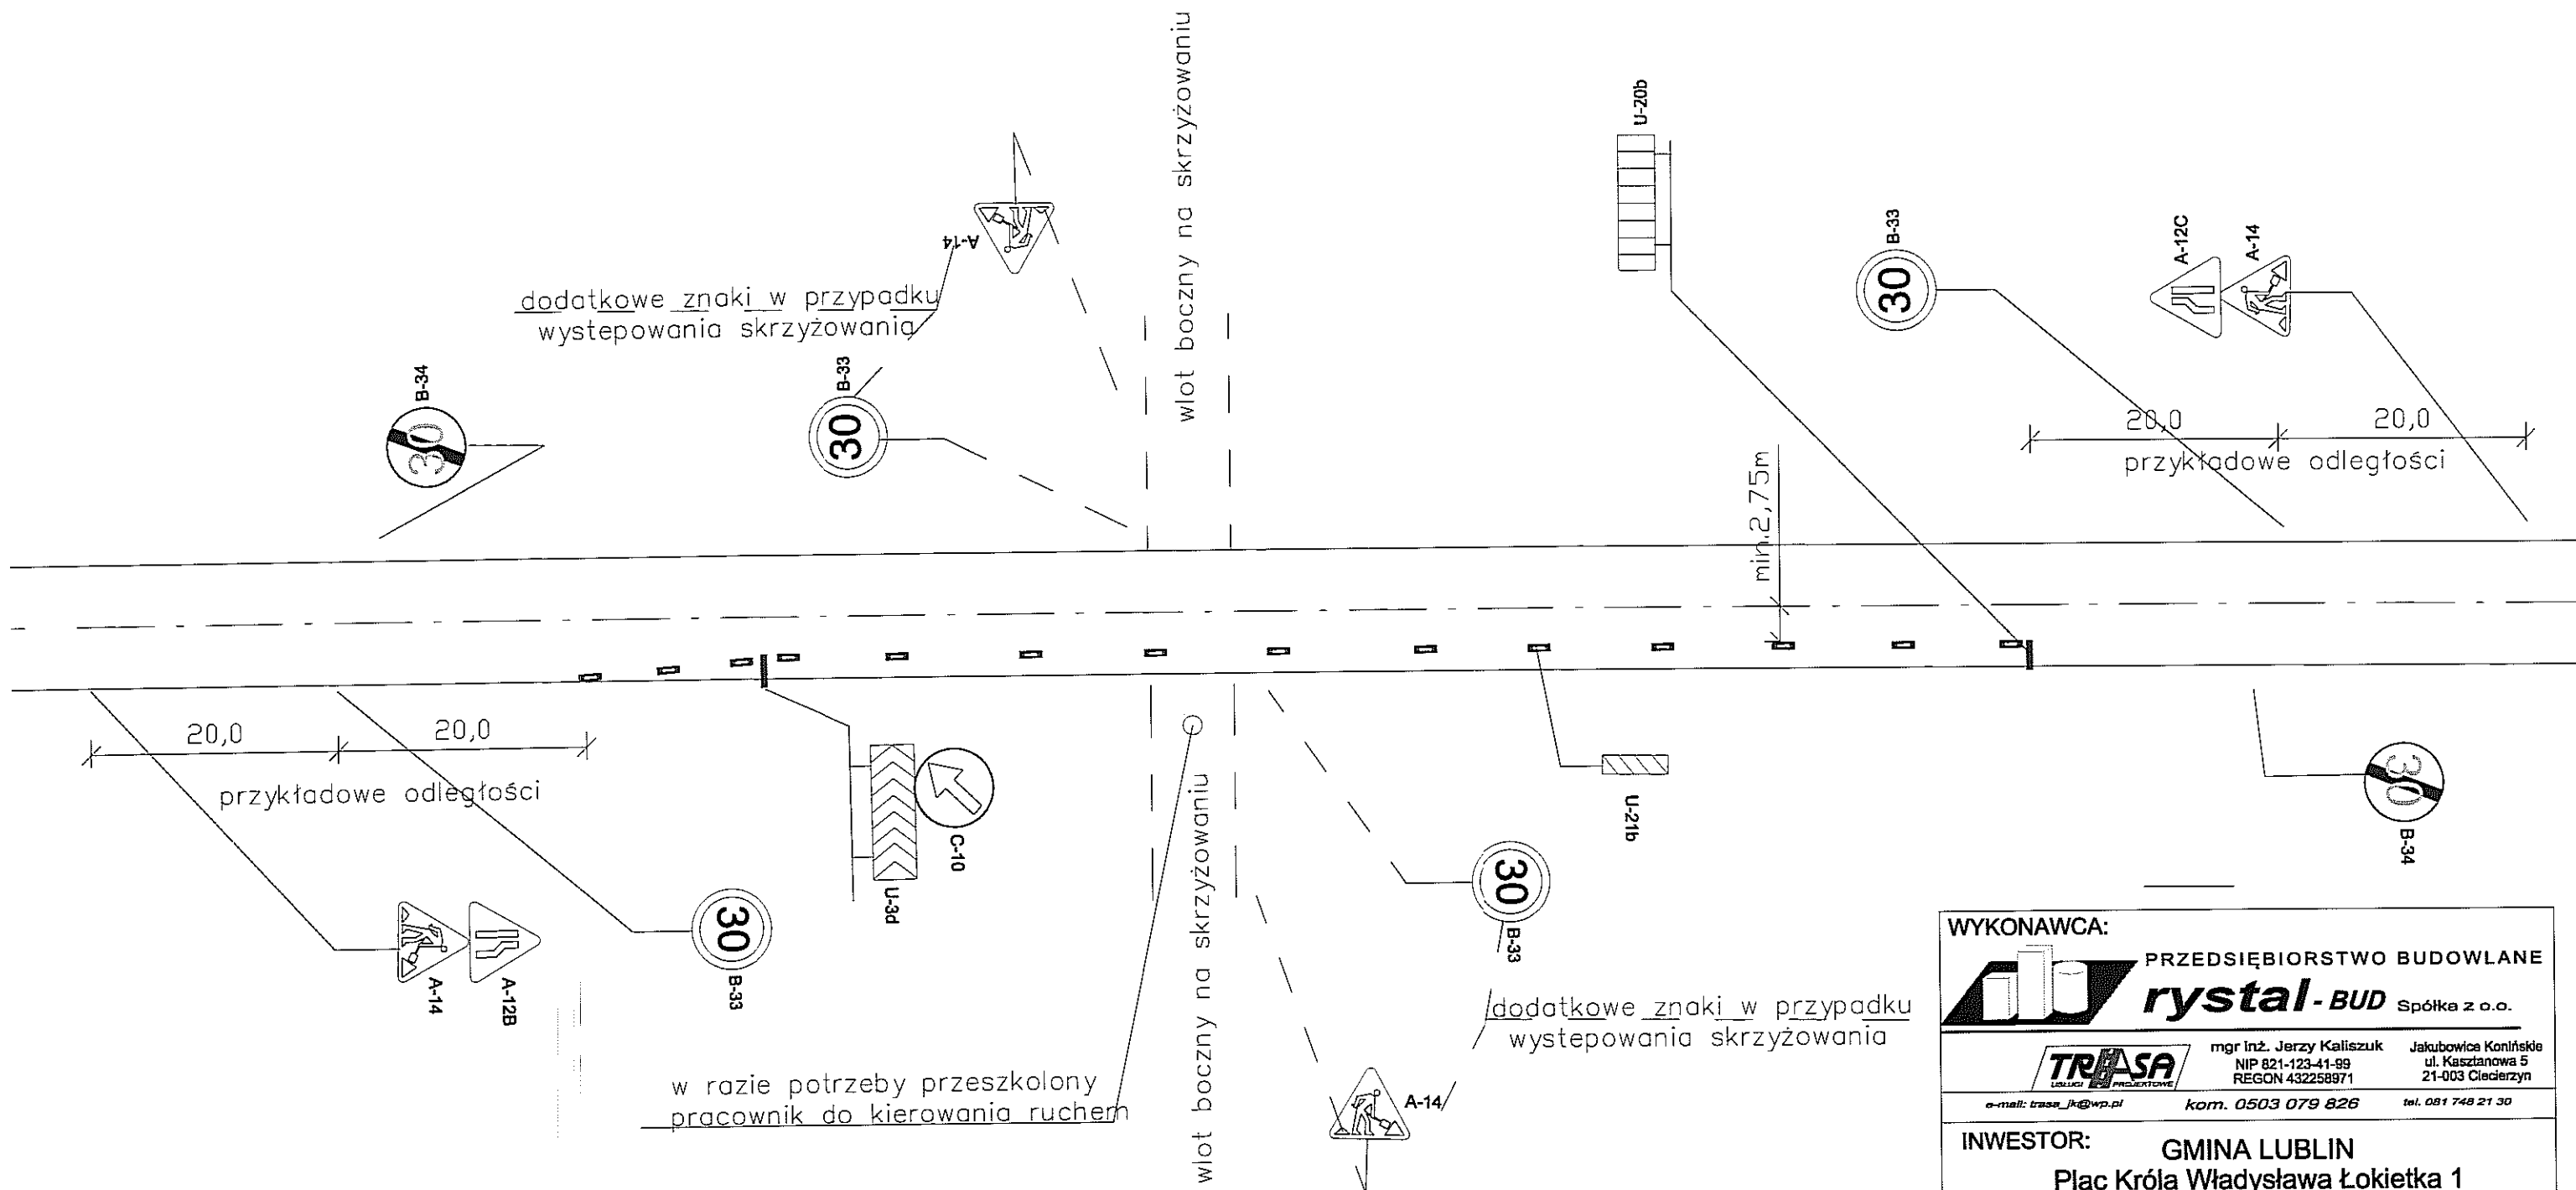 wlot boczny na skrzyżowaniu
A-14
dodatkowe znaki w przypadku
wystepowania skrzyżowania
B-34
30
B-33
30
U-20b
B-33
30
A-12C
A-14
20,0
20,0
przykładowe odległości
min.2,75m
20,0
20,0
przykładowe odległości
A-14
A-12B
30
B-33
U-3d
C-10
wlot boczny na skrzyżowaniu
w razie potrzeby przeszkolony
pracownik do kierowania ruchem
30
B-33
U-21b
30
B-34
dodatkowe znaki w przypadku
wystepowania skrzyżowania
A-14
WYKONAWCA:
PRZEDSIĘBIORSTWO BUDOWLANE
rystal-BUD Spółka z o.o.
TRASA
USŁUGI PROJEKTOWE
mgr inż. Jerzy Kaliszuk
NIP 821-123-41-99
REGON 432258971
Jakubowice Konińskie
ul. Kasztanowa 5
21-003 Ciecierzyn
e-mail: trasa_jk@wp.pl kom. 0503 079 826 tel. 081 748 21 30
INWESTOR:
GMINA LUBLIN
Plac Króla Władysława Łokietka 1